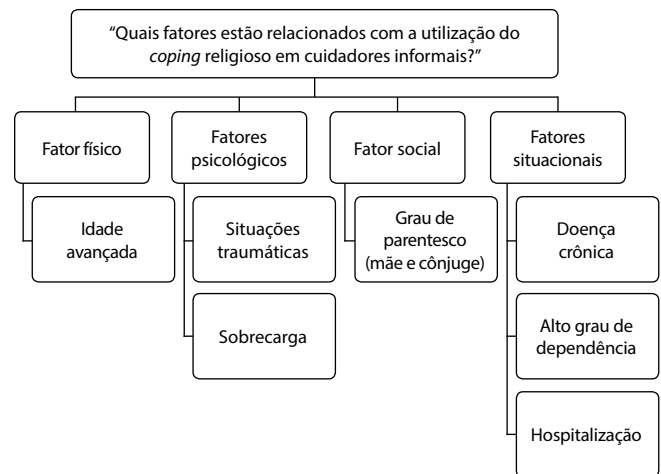 “Quais fatores estão relacionados com a utilização do
coping religioso em cuidadores informais?”
Fator físico
Fatores
psicológicos
Fator social
Fatores
situacionais
Idade
avançada
Situações
traumáticas
Grau de
parentesco
(mãe e cônjuge)
Doença
crônica
Sobrecarga
Alto grau de
dependência
Hospitalização